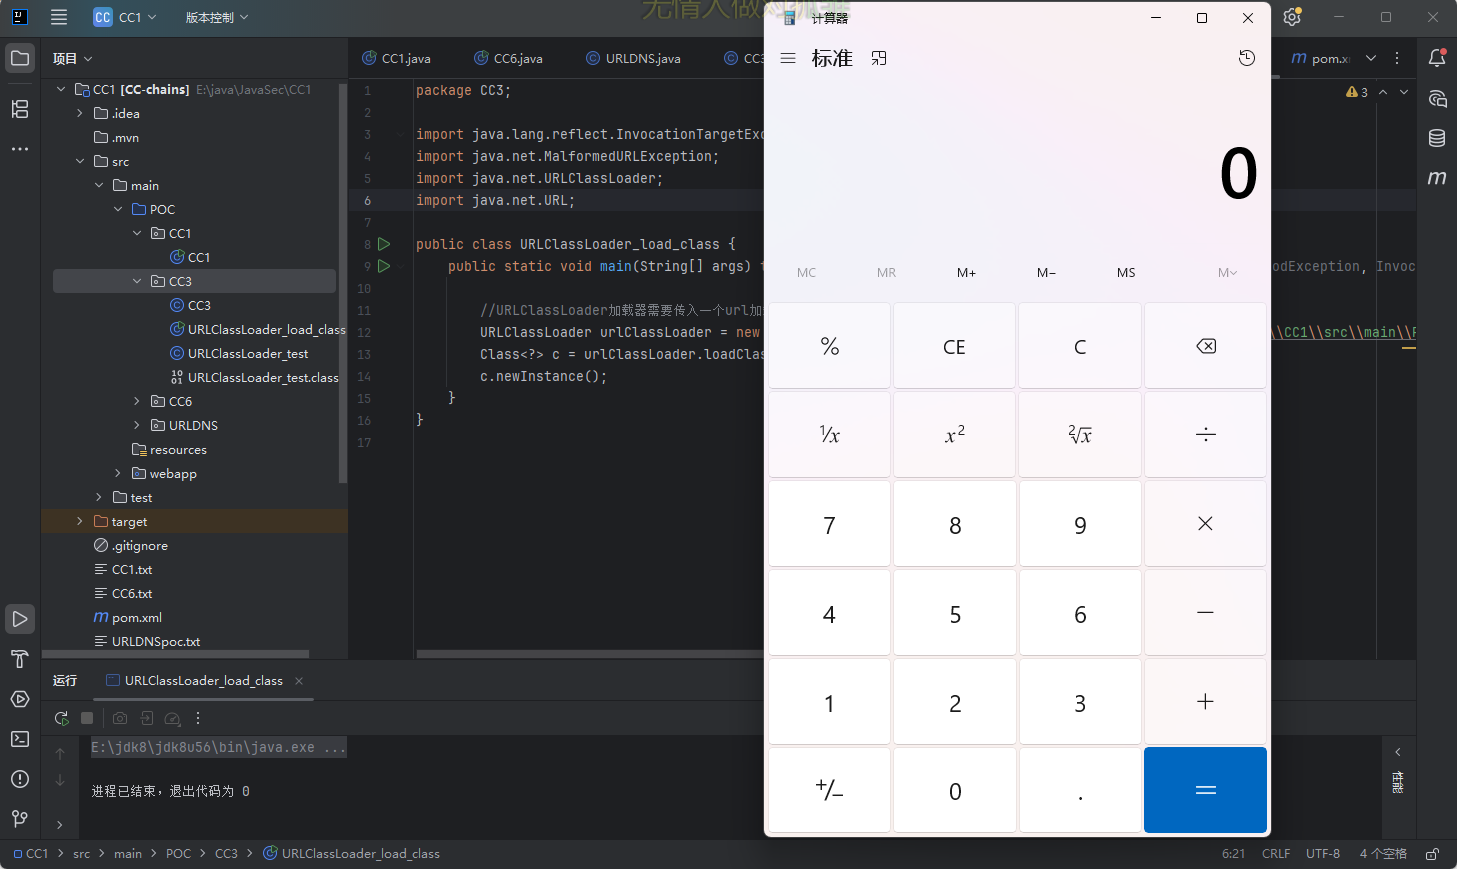 CC CC1
版本控制
项目
CC1 [CC-chains] E:\java\JavaSec\CC1
.idea
.mvn
src
main
POC
CC1
CC1
CC3
CC3
URLClassLoader_load_class
URLClassLoader_test
URLClassLoader_test.class
CC6
URLDNS
resources
webapp
test
target
.gitignore
CC1.txt
CC6.txt
pom.xml
URLDNSpoc.txt
CC1.java
CC6.java
URLDNS.java
CC3
pom.x
3
1 package CC3;
2
3 import java.lang.reflect.InvocationTargetExc
4 import java.net.MalformedURLException;
5 import java.net.URLClassLoader;
6 import java.net.URL;
7
8 public class URLClassLoader_load_class {
9 public static void main(String[] args) odException, Invoc
10
11 //URLClassLoader加载器需要传入一个url加
12 URLClassLoader urlClassLoader = new \\CC1\\src\\main\\P
13 Class<?> c = urlClassLoader.loadClas
14 c.newInstance();
15 }
16 }
17
计算器
标准
0
MC MR M+ M− MS M
% CE C
1/x x² ²√x ÷
7 8 9 ×
4 5 6 −
1 2 3 +
+/− 0 . =
运行
URLClassLoader_load_class
E:\jdk8\jdk8u56\bin\java.exe ...
进程已结束，退出代码为 0
性能
CC1 > src > main > POC > CC3 > URLClassLoader_load_class
6:21 CRLF UTF-8 4 个空格